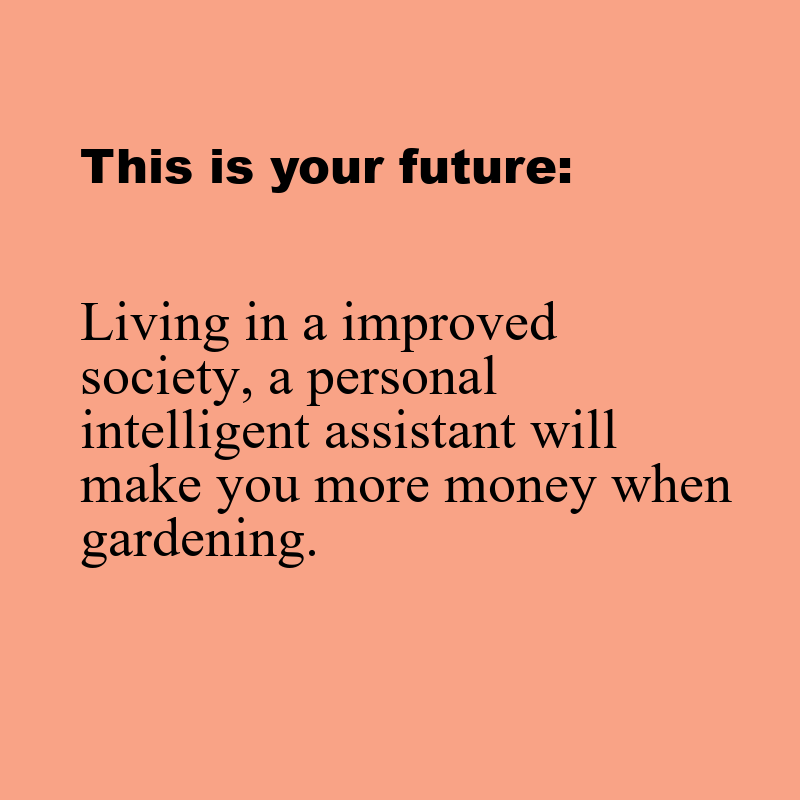 This is your future:
Living in a improved
society, a personal
intelligent assistant will
make you more money when
gardening.